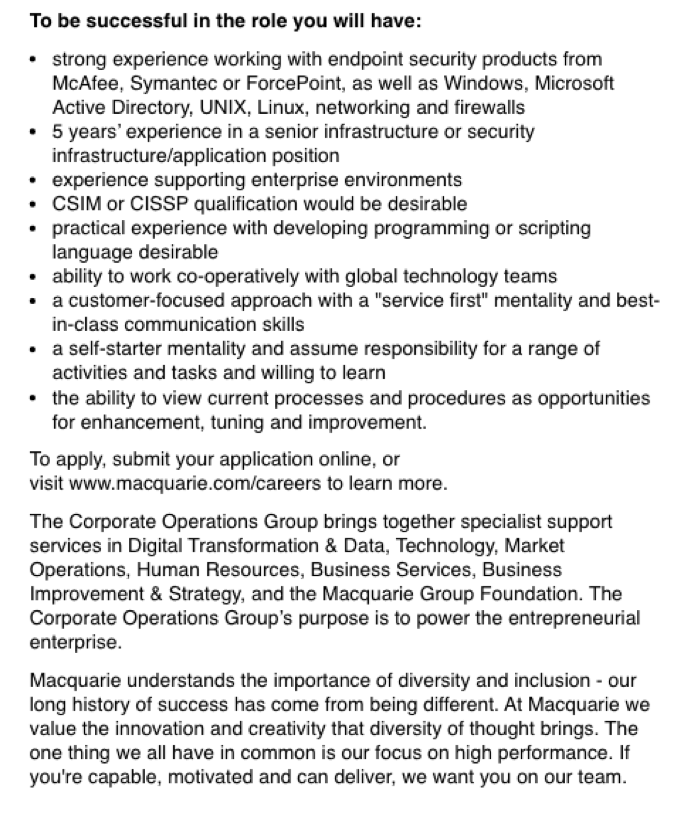 To be successful in the role you will have:
• strong experience working with endpoint security products from
McAfee, Symantec or ForcePoint, as well as Windows, Microsoft
Active Directory, UNIX, Linux, networking and firewalls
• 5 years’ experience in a senior infrastructure or security
infrastructure/application position
• experience supporting enterprise environments
• CSIM or CISSP qualification would be desirable
• practical experience with developing programming or scripting
language desirable
• ability to work co-operatively with global technology teams
• a customer-focused approach with a "service first" mentality and best-
in-class communication skills
• a self-starter mentality and assume responsibility for a range of
activities and tasks and willing to learn
• the ability to view current processes and procedures as opportunities
for enhancement, tuning and improvement.
To apply, submit your application online, or
visit www.macquarie.com/careers to learn more.
The Corporate Operations Group brings together specialist support
services in Digital Transformation & Data, Technology, Market
Operations, Human Resources, Business Services, Business
Improvement & Strategy, and the Macquarie Group Foundation. The
Corporate Operations Group’s purpose is to power the entrepreneurial
enterprise.
Macquarie understands the importance of diversity and inclusion - our
long history of success has come from being different. At Macquarie we
value the innovation and creativity that diversity of thought brings. The
one thing we all have in common is our focus on high performance. If
you're capable, motivated and can deliver, we want you on our team.